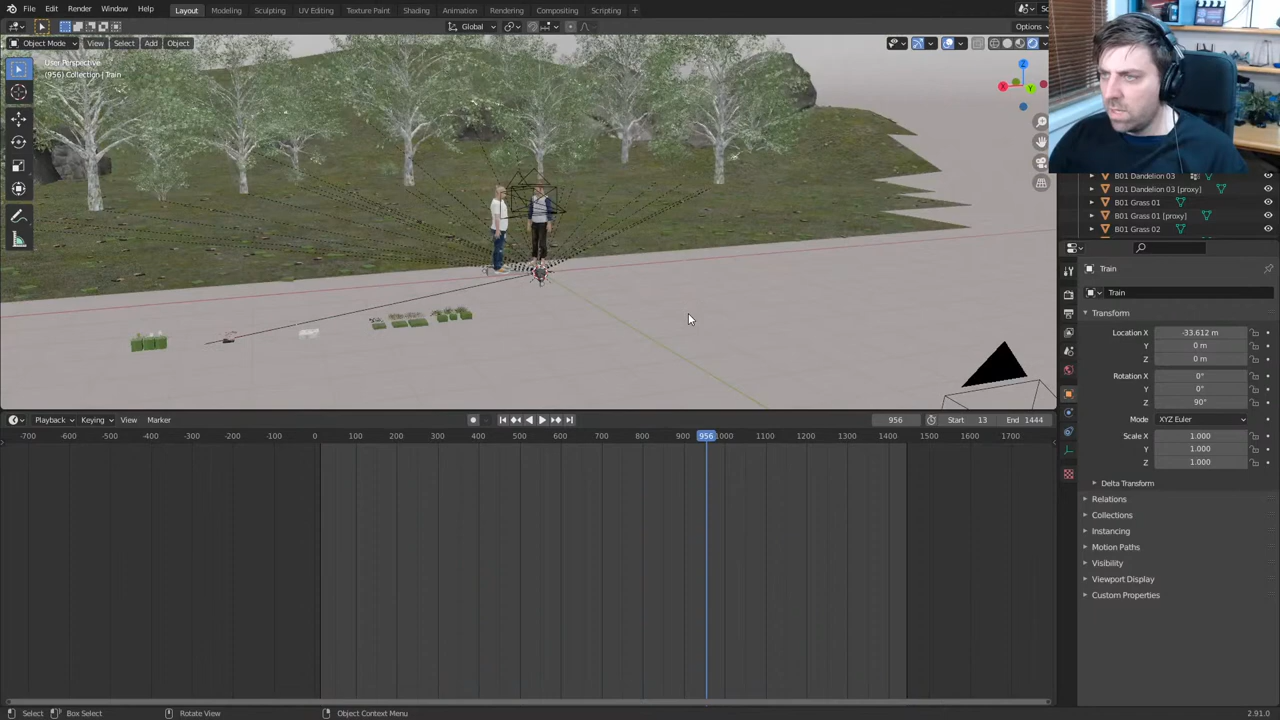 File Edit Render Window Help Layout Modeling Sculpting UV Editing Texture Paint Shading Animation Rendering Compositing Scripting Sc
Global Options
Object Mode View Select Add Object
User Perspective
(956) Collection | Train
Z
X
Y
B01 Dandelion 03
B01 Dandelion 03 [proxy]
B01 Grass 01
B01 Grass 01 [proxy]
B01 Grass 02
Train
Train
Transform
Location X -33.612 m
Y 0 m
Z 0 m
Rotation X 0°
Y 0°
Z 90°
Mode XYZ Euler
Scale X 1.000
Y 1.000
Z 1.000
Delta Transform
Relations
Collections
Instancing
Motion Paths
Visibility
Viewport Display
Custom Properties
Playback Keying View Marker 956 Start 13 End 1444
-700 -600 -500 -400 -300 -200 -100 0 100 200 300 400 500 600 700 800 900 956 1000 1100 1200 1300 1400 1500 1600 1700
Select Box Select Rotate View Object Context Menu 2.91.0